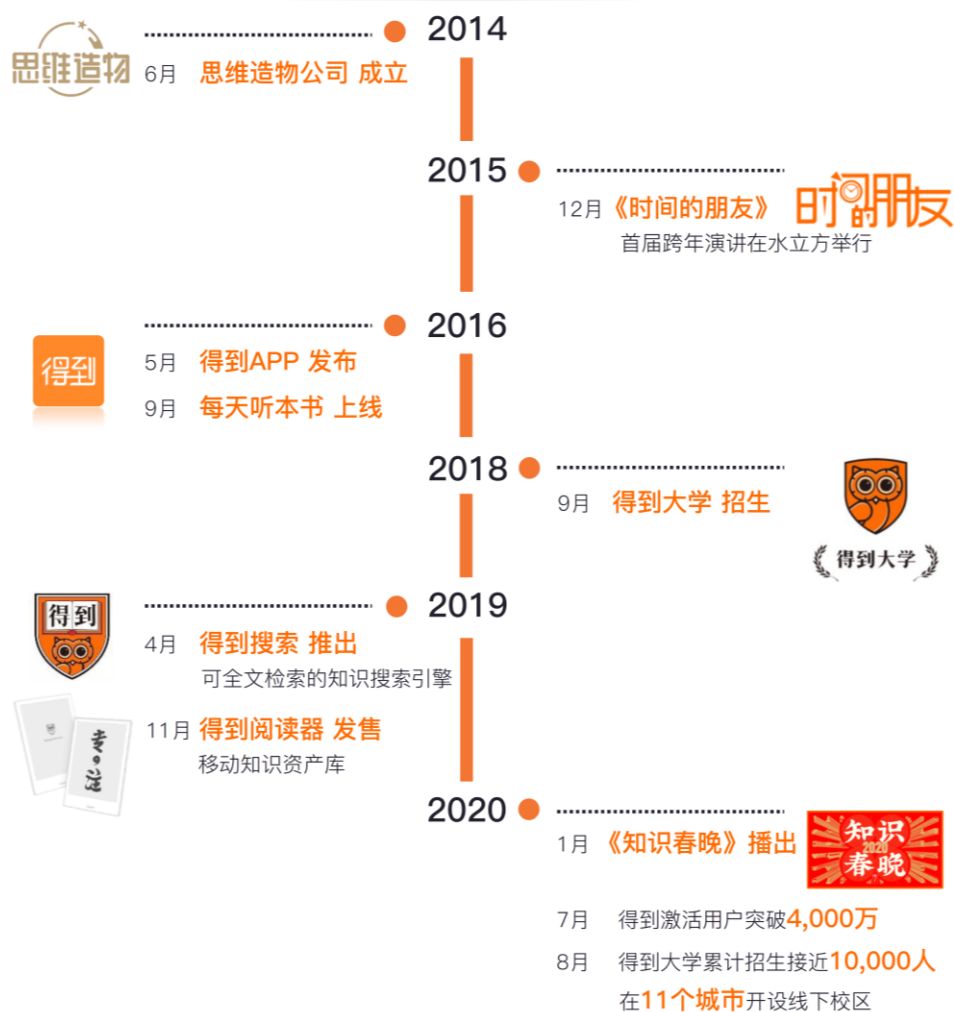 2014
思维造物
6月 思维造物公司 成立
2015
12月《时间的朋友》
时间的朋友
首届跨年演讲在水立方举行
2016
得到
5月 得到APP 发布
9月 每天听本书 上线
2018
9月 得到大学 招生
得到大学
2019
得到
4月 得到搜索 推出
可全文检索的知识搜索引擎
11月 得到阅读器 发售
移动知识资产库
专注
2020
1月 《知识春晚》播出
知识
2020
春晚
7月 得到激活用户突破4,000万
8月 得到大学累计招生接近10,000人
在11个城市开设线下校区